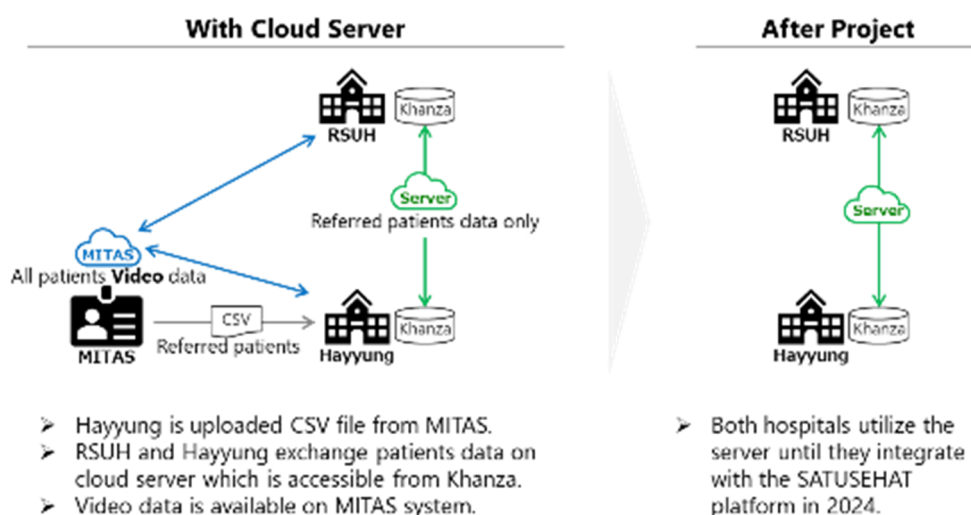 With Cloud Server
Khanza
RSUH
Server
Referred patients data only
MITAS
All patients Video data
CSV
Referred patients
MITAS
Khanza
Hayyung
➢ Hayyung is uploaded CSV file from MITAS.
➢ RSUH and Hayyung exchange patients data on
cloud server which is accessible from Khanza.
➢ Video data is available on MITAS system.
After Project
Khanza
RSUH
Server
Khanza
Hayyung
➢ Both hospitals utilize the
server until they integrate
with the SATUSEHAT
platform in 2024.